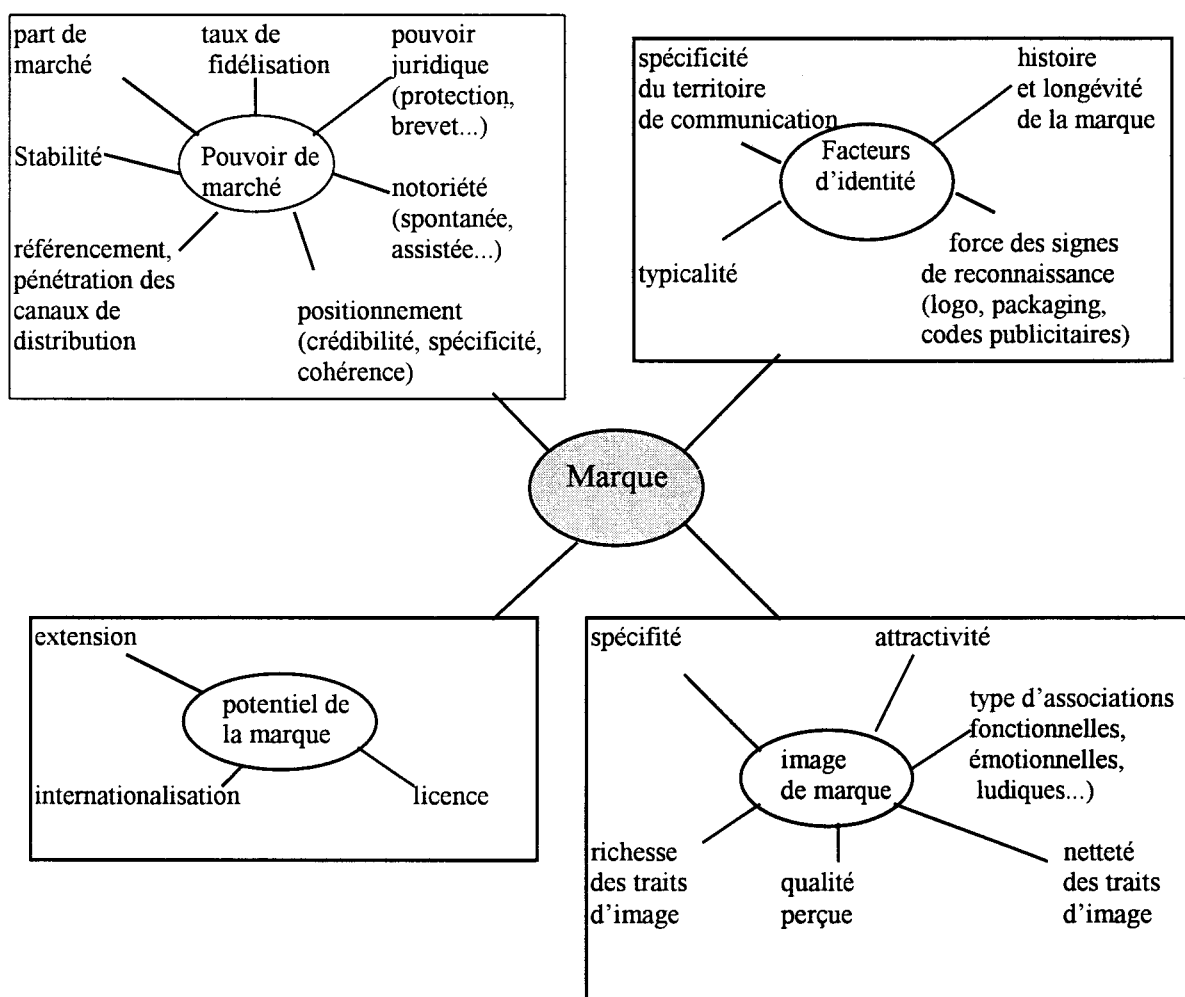 part de
marché
taux de
fidélisation
pouvoir
juridique
(protection,
brevet...)
Stabilité
Pouvoir de
marché
notoriété
(spontanée,
assistée...)
référencement,
pénétration des
canaux de
distribution
positionnement
(crédibilité, spécificité,
cohérence)
spécificité
du territoire
de communication
histoire
et longévité
de la marque
Facteurs
d'identité
typicalité
force des signes
de reconnaissance
(logo, packaging,
codes publicitaires)
Marque
extension
potentiel de
la marque
internationalisation
licence
spécifité
attractivité
type d'associations
fonctionnelles,
émotionnelles,
ludiques...)
image
de marque
richesse
des traits
d'image
qualité
perçue
netteté
des traits
d'image